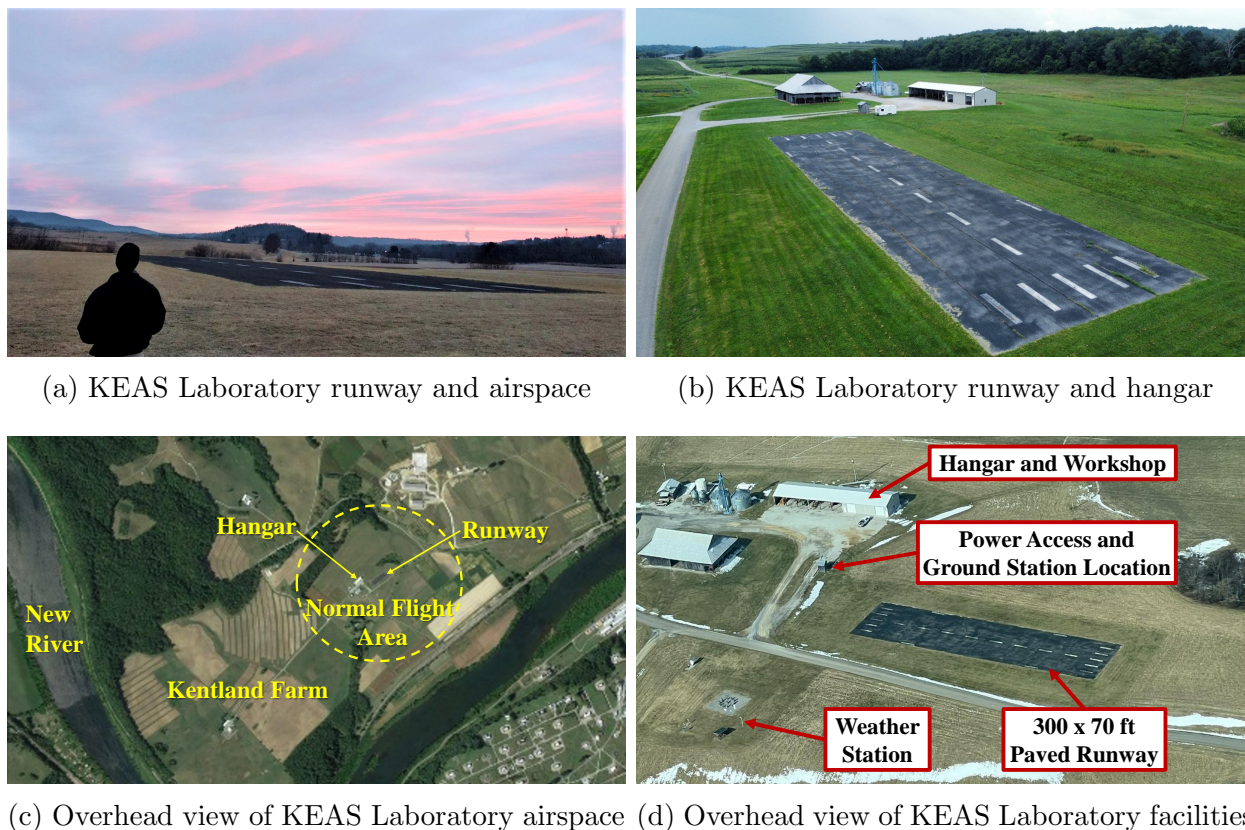 (a) KEAS Laboratory runway and airspace
(b) KEAS Laboratory runway and hangar
Hangar
Runway
Normal Flight
Area
New
River
Kentland Farm
Hangar and Workshop
Power Access and
Ground Station Location
Weather
Station
300 x 70 ft
Paved Runway
(c) Overhead view of KEAS Laboratory airspace
(d) Overhead view of KEAS Laboratory facilities